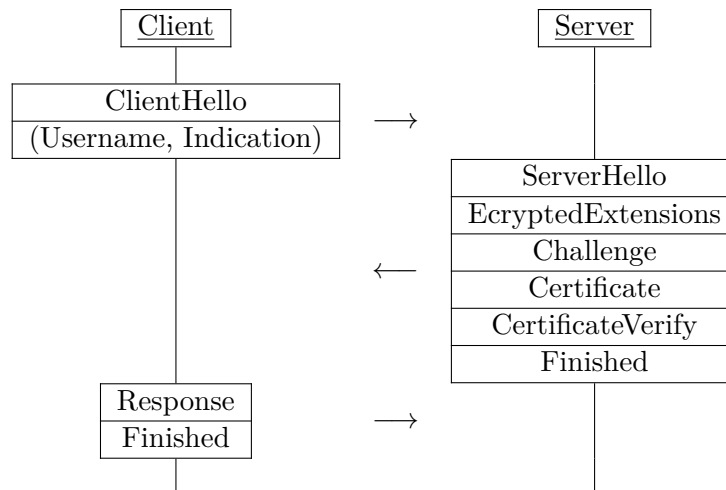 Client
Server
ClientHello
(Username, Indication)
ServerHello
EcryptedExtensions
Challenge
Certificate
CertificateVerify
Finished
Response
Finished